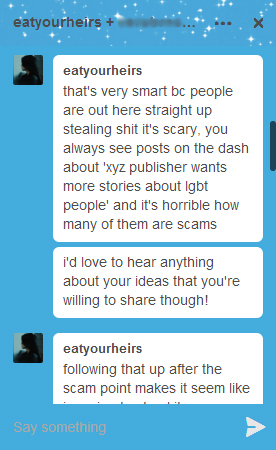 eatyourheirs +
eatyourheirs
that's very smart bc people
are out here straight up
stealing shit it's scary, you
always see posts on the dash
about 'xyz publisher wants
more stories about lgbt
people' and it's horrible how
many of them are scams
i'd love to hear anything
about your ideas that you're
willing to share though!
eatyourheirs
following that up after the
scam point makes it seem like
Say something